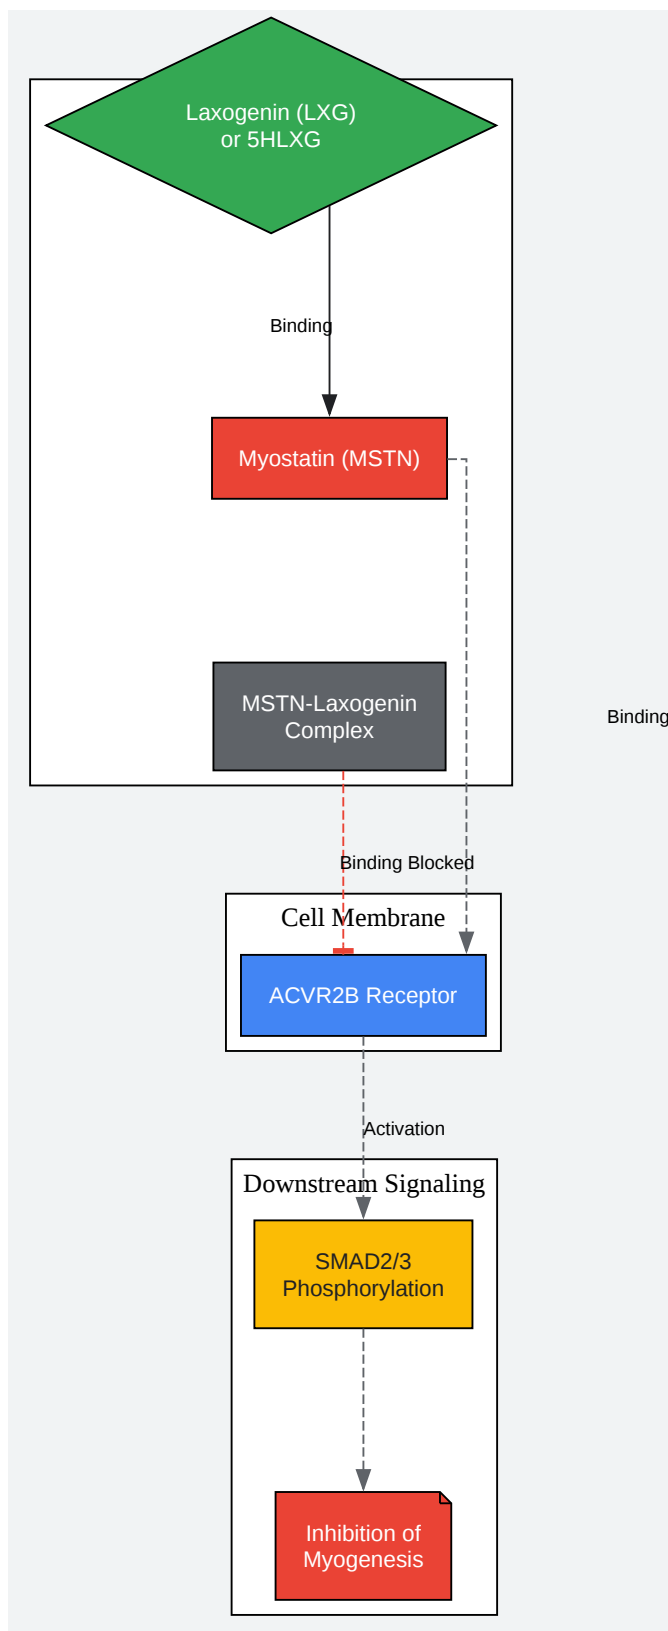 Laxogenin (LXG)
or 5HLXG
Binding
Myostatin (MSTN)
MSTN-Laxogenin
Complex
Binding
Binding Blocked
Cell Membrane
ACVR2B Receptor
Activation
Downstream Signaling
SMAD2/3
Phosphorylation
Inhibition of
Myogenesis